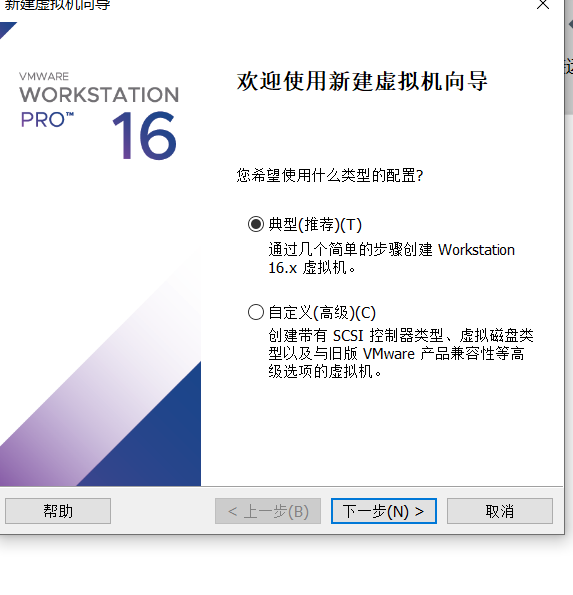 新建虚拟机向导
VMWARE
WORKSTATION
PRO™ 16
欢迎使用新建虚拟机向导
您希望使用什么类型的配置?
典型(推荐)(T)
通过几个简单的步骤创建 Workstation
16.x 虚拟机。
自定义(高级)(C)
创建带有 SCSI 控制器类型、虚拟磁盘类
型以及与旧版 VMware 产品兼容性等高
级选项的虚拟机。
帮助
< 上一步(B)
下一步(N) >
取消